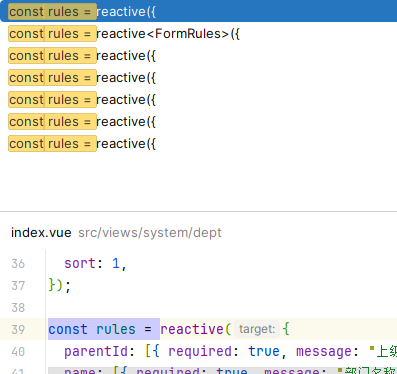 const rules = reactive({
const rules = reactive<FormRules>({
const rules = reactive({
const rules = reactive({
const rules = reactive({
const rules = reactive({
const rules = reactive({
index.vue src/views/system/dept
36 sort: 1,
37 });
38
39 const rules = reactive( target: {
40 parentId: [{ required: true, message: "上级
41 name: [{ required: true, message: "部门名称